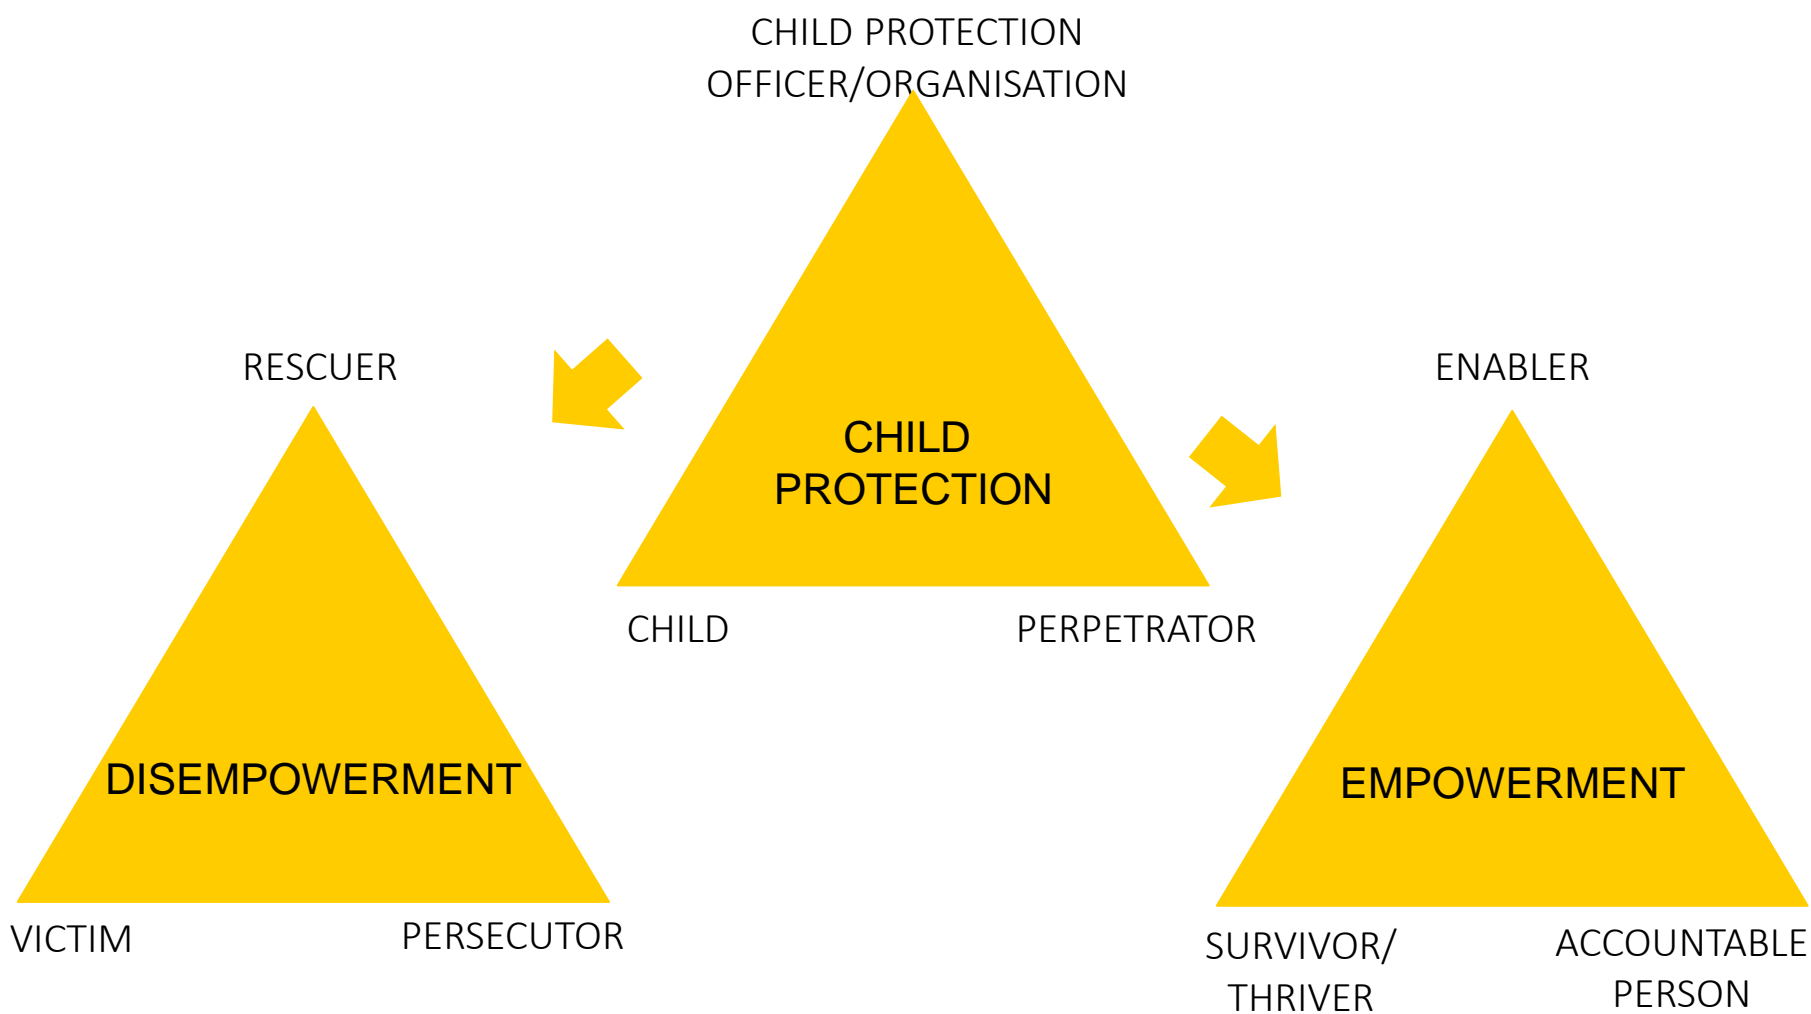 CHILD PROTECTION
OFFICER/ORGANISATION
CHILD
PROTECTION
CHILD
PERPETRATOR
RESCUER
DISEMPOWERMENT
VICTIM
PERSECUTOR
ENABLER
EMPOWERMENT
SURVIVOR/
THRIVER
ACCOUNTABLE
PERSON